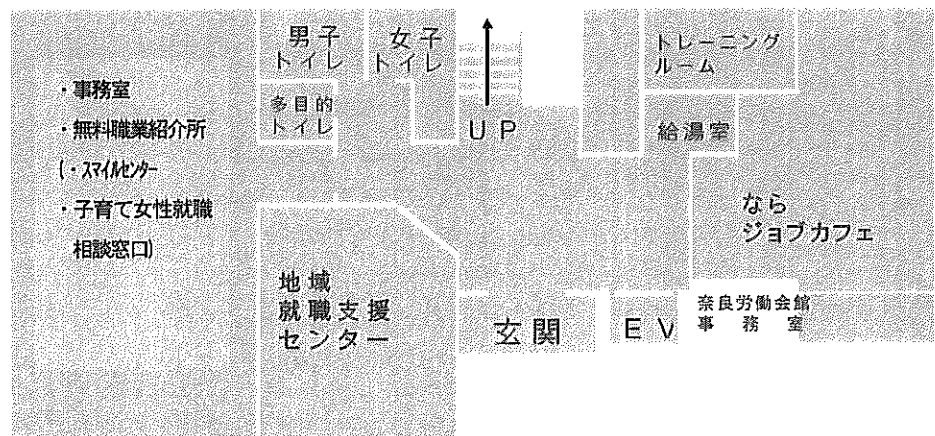 ・事務室
・無料職業紹介所
(・スマイルセンター
・子育て女性就職
相談窓口)
男子
トイレ
女子
トイレ
多目的
トイレ
UP
トレーニング
ルーム
給湯室
なら
ジョブカフェ
地域
就職支援
センター
玄関
EV
奈良労働会館
事務室